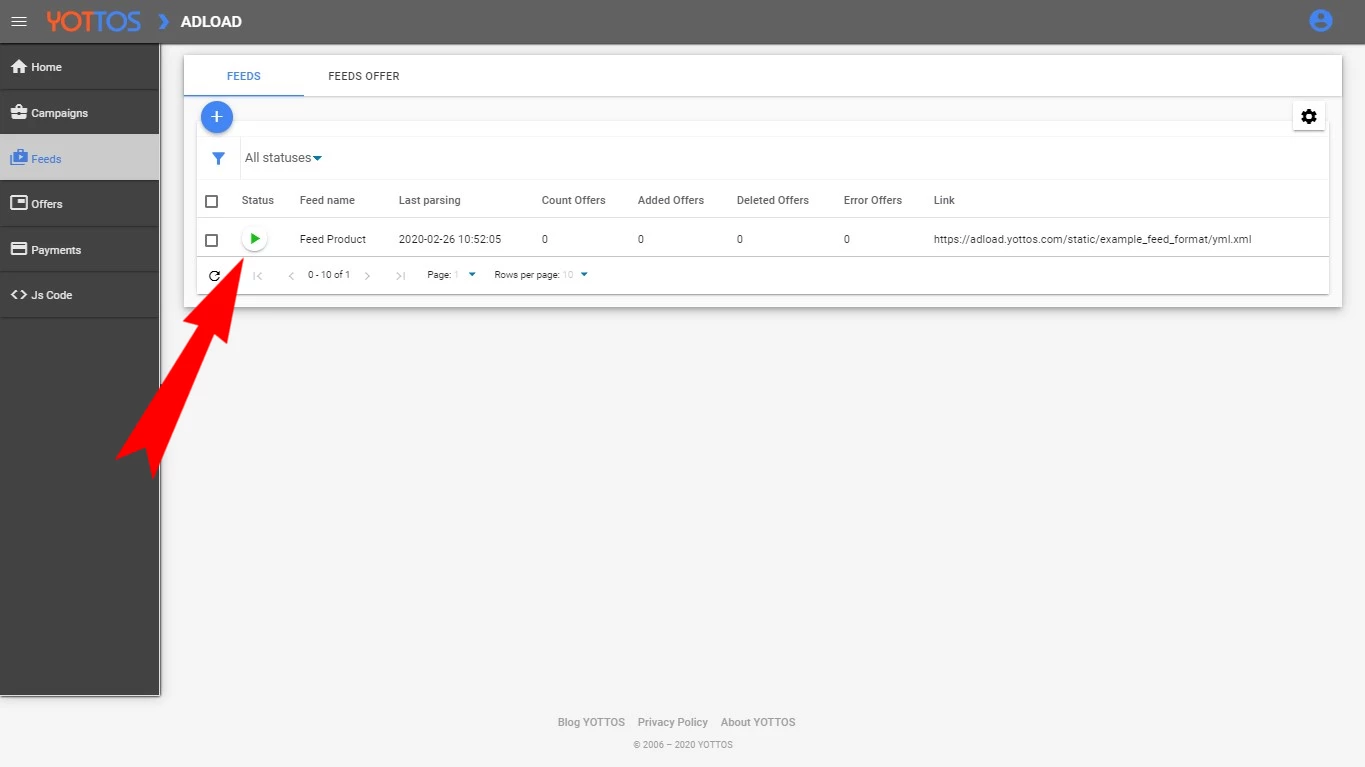 YOTTOS ADLOAD
Home
Campaigns
Feeds
Offers
Payments
Js Code
FEEDS FEEDS OFFER
All statuses
Status Feed name Last parsing Count Offers Added Offers Deleted Offers Error Offers Link
Feed Product 2020-02-26 10:52:05 0 0 0 0 https://adload.yottos.com/static/example_feed_format/yml.xml
0 - 10 of 1 Page: 1 Rows per page: 10
Blog YOTTOS Privacy Policy About YOTTOS
© 2006 – 2020 YOTTOS